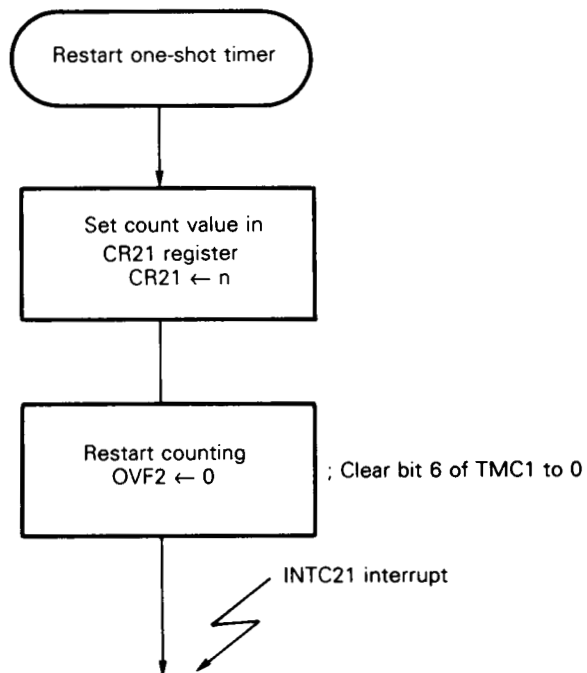 Restart one-shot timer
Set count value in
CR21 register
CR21 ← n
Restart counting
OVF2 ← 0
; Clear bit 6 of TMC1 to 0
INTC21 interrupt